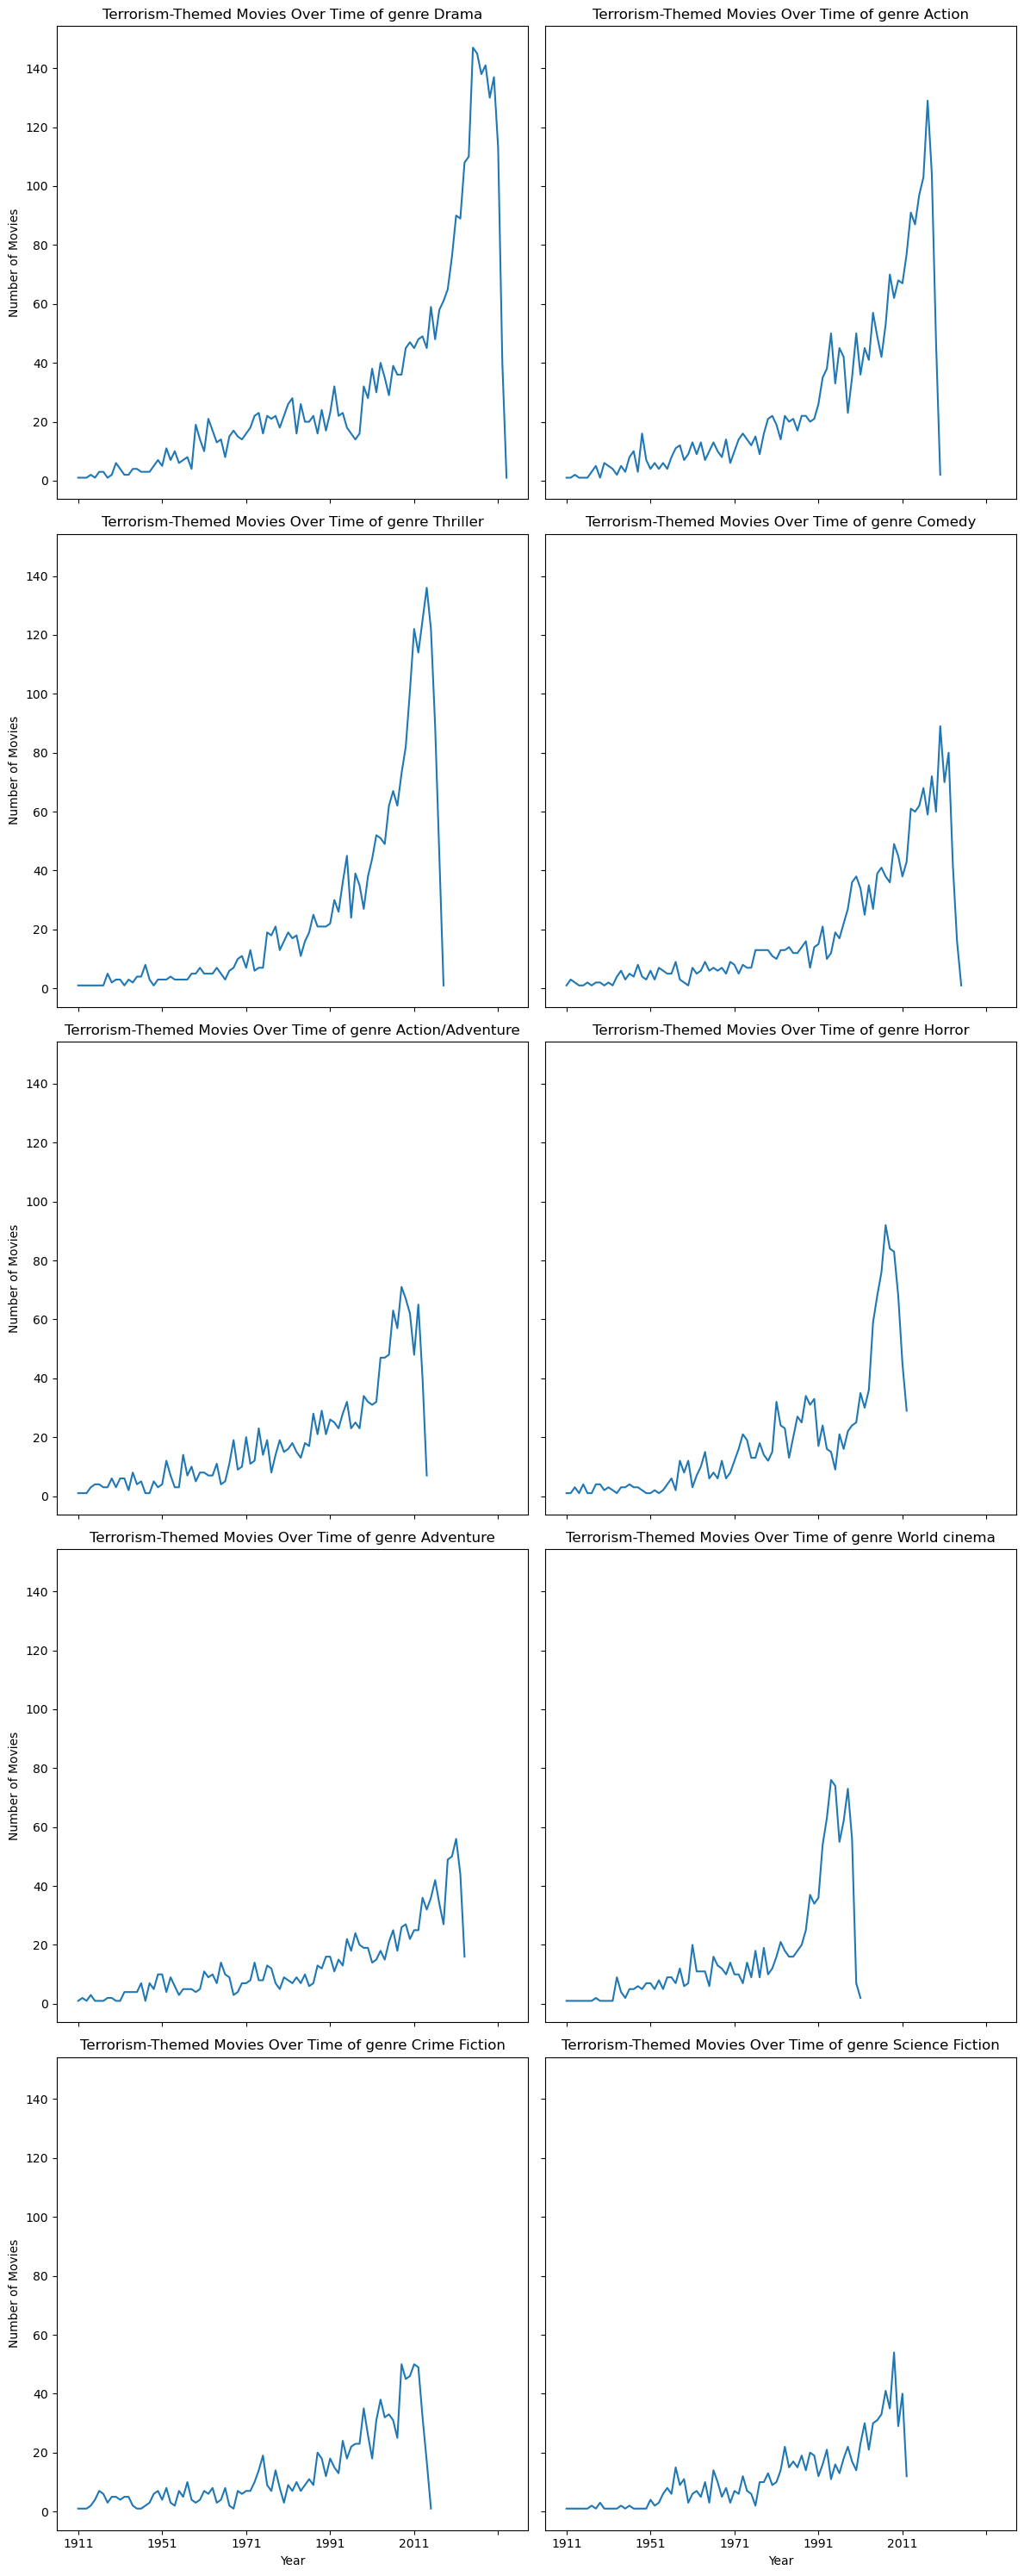 Terrorism-Themed Movies Over Time of genre Drama
Terrorism-Themed Movies Over Time of genre Action
140
120
100
80
60
40
20
0
Number of Movies
Terrorism-Themed Movies Over Time of genre Thriller
Terrorism-Themed Movies Over Time of genre Comedy
140
120
100
80
60
40
20
0
Number of Movies
Terrorism-Themed Movies Over Time of genre Action/Adventure
Terrorism-Themed Movies Over Time of genre Horror
140
120
100
80
60
40
20
0
Number of Movies
Terrorism-Themed Movies Over Time of genre Adventure
Terrorism-Themed Movies Over Time of genre World cinema
140
120
100
80
60
40
20
0
Number of Movies
Terrorism-Themed Movies Over Time of genre Crime Fiction
Terrorism-Themed Movies Over Time of genre Science Fiction
140
120
100
80
60
40
20
0
Number of Movies
1911 1951 1971 1991 2011
Year
1911 1951 1971 1991 2011
Year